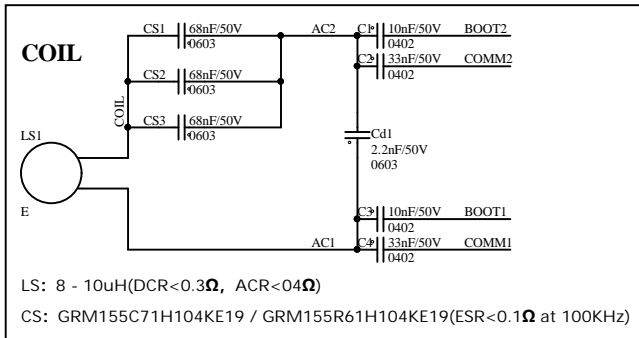 COIL
CS1 68nF/50V 0603
AC2
C1 10nF/50V 0402 BOOT2
C2 33nF/50V 0402 COMM2
CS2 68nF/50V 0603
COIL
CS3 68nF/50V 0603
LS1
E
Cd1
2.2nF/50V
0603
C3 10nF/50V 0402 BOOT1
AC1
C4 33nF/50V 0402 COMM1
LS: 8 - 10uH(DCR<0.3Ω, ACR<04Ω)
CS: GRM155C71H104KE19 / GRM155R61H104KE19(ESR<0.1Ω at 100KHz)